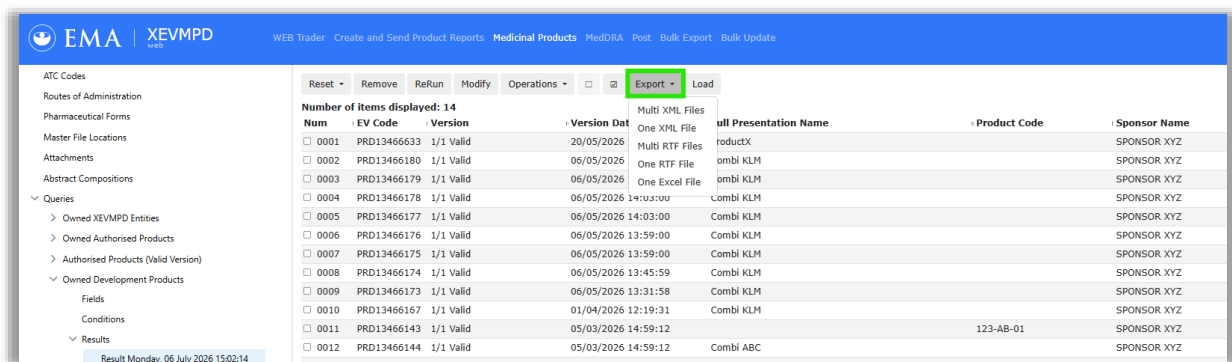 EMA XEVMPD web
WEB Trader Create and Send Product Reports Medicinal Products MedDRA Post Bulk Export Bulk Update
ATC Codes
Routes of Administration
Pharmaceutical Forms
Master File Locations
Attachments
Abstract Compositions
Queries
Owned XEVMPD Entities
Owned Authorised Products
Authorised Products (Valid Version)
Owned Development Products
Fields
Conditions
Results
Result Monday, 06 July 2026 15:02:14
Reset Remove ReRun Modify Operations Export Load
Multi XML Files
One XML File
Multi RTF Files
One RTF File
One Excel File
Number of items displayed: 14
Num EV Code Version Version Dat ull Presentation Name Product Code Sponsor Name
0001 PRD13466633 1/1 Valid 20/05/2026 roductX SPONSOR XYZ
0002 PRD13466180 1/1 Valid 06/05/2026 ombi KLM SPONSOR XYZ
0003 PRD13466179 1/1 Valid 06/05/2026 ombi KLM SPONSOR XYZ
0004 PRD13466178 1/1 Valid 06/05/2026 14:03:00 Combi KLM SPONSOR XYZ
0005 PRD13466177 1/1 Valid 06/05/2026 14:03:00 Combi KLM SPONSOR XYZ
0006 PRD13466176 1/1 Valid 06/05/2026 13:59:00 Combi KLM SPONSOR XYZ
0007 PRD13466175 1/1 Valid 06/05/2026 13:59:00 Combi KLM SPONSOR XYZ
0008 PRD13466174 1/1 Valid 06/05/2026 13:45:59 Combi KLM SPONSOR XYZ
0009 PRD13466173 1/1 Valid 06/05/2026 13:31:58 Combi KLM SPONSOR XYZ
0010 PRD13466167 1/1 Valid 01/04/2026 12:19:31 Combi KLM SPONSOR XYZ
0011 PRD13466143 1/1 Valid 05/03/2026 14:59:12 123-AB-01 SPONSOR XYZ
0012 PRD13466144 1/1 Valid 05/03/2026 14:59:12 Combi ABC SPONSOR XYZ